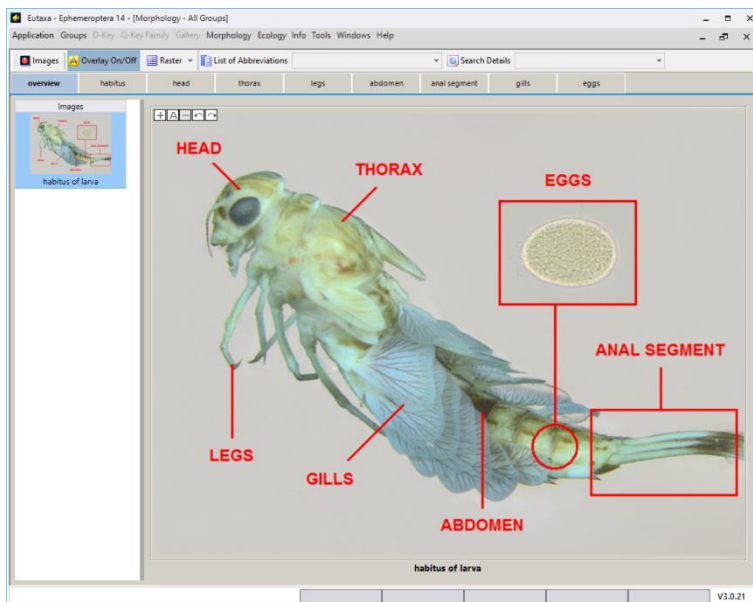 Eutaxa - Ephemeroptera 14 - [Morphology - All Groups]
Application Groups D-Key Q-Key Family Gallery Morphology Ecology Info Tools Windows Help
Images Overlay On/Off Raster List of Abbreviations Search Details
overview habitus head thorax legs abdomen anal segment gills eggs
Images
habitus of larva
HEAD
THORAX
EGGS
ANAL SEGMENT
LEGS
GILLS
ABDOMEN
habitus of larva
V3.0.21